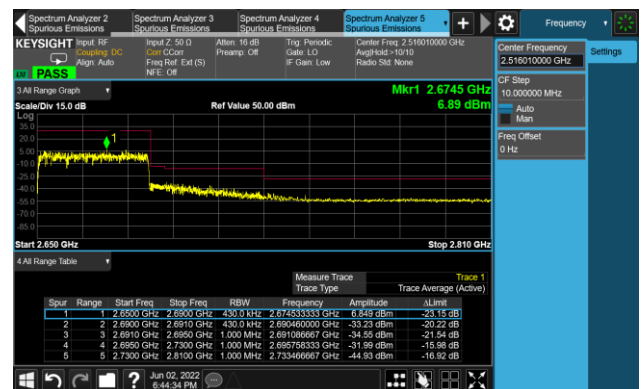 Spectrum Analyzer 2
Spurious Emissions
Spectrum Analyzer 3
Spurious Emissions
Spectrum Analyzer 4
Spurious Emissions
Spectrum Analyzer 5
Spurious Emissions
Frequency
KEYSIGHT
Input: RF
Coupling: DC
Align: Auto
Input Z: 50 Ω
Corr CCorr
Freq Ref: Ext (S)
NFE: Off
Atten: 16 dB
Preamp: Off
Trig: Periodic
Gate: LO
IF Gain: Low
Center Freq: 2.516010000 GHz
Avg|Hold:>10/10
Radio Std: None
PASS
Center Frequency
2.516010000 GHz
Settings
CF Step
10.000000 MHz
Auto
Man
Freq Offset
0 Hz
3 All Range Graph
Mkr1 2.6745 GHz
Scale/Div 15.0 dB
Ref Value 50.00 dBm
6.89 dBm
Log
35.0
20.0
5.00
-10.0
-25.0
-40.0
-55.0
-70.0
-85.0
1
Start 2.650 GHz
Stop 2.810 GHz
4 All Range Table
Measure Trace Trace 1
Trace Type Trace Average (Active)
Spur Range Start Freq Stop Freq RBW Frequency Amplitude ΔLimit
1 1 2.6500 GHz 2.6900 GHz 430.0 kHz 2.674533333 GHz 6.849 dBm -23.15 dB
2 2 2.6900 GHz 2.6910 GHz 430.0 kHz 2.690460000 GHz -33.23 dBm -20.22 dB
3 3 2.6910 GHz 2.6950 GHz 1.000 MHz 2.691086667 GHz -34.55 dBm -21.54 dB
4 4 2.6950 GHz 2.7300 GHz 1.000 MHz 2.695758333 GHz -31.99 dBm -15.98 dB
5 5 2.7300 GHz 2.8100 GHz 1.000 MHz 2.733466667 GHz -44.93 dBm -16.92 dB
?
Jun 02, 2022
6:44:34 PM